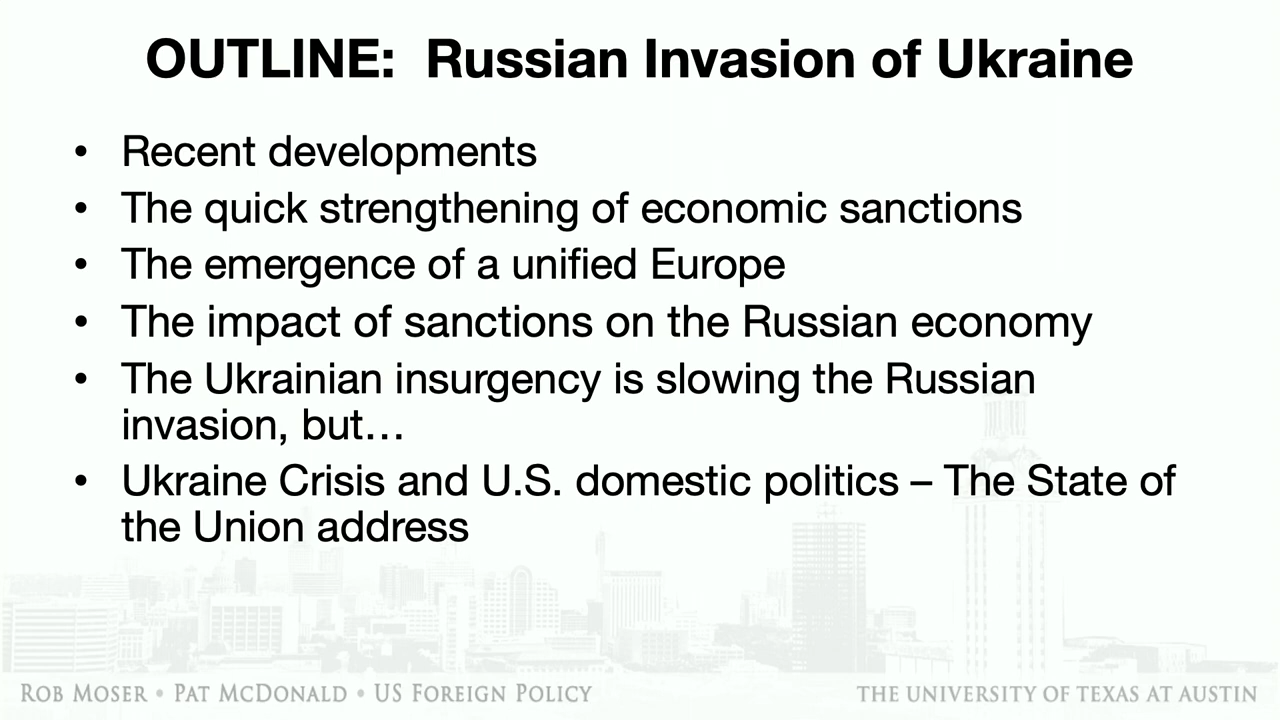 OUTLINE:  Russian Invasion of Ukraine
• Recent developments
• The quick strengthening of economic sanctions
• The emergence of a unified Europe
• The impact of sanctions on the Russian economy
• The Ukrainian insurgency is slowing the Russian
invasion, but…
• Ukraine Crisis and U.S. domestic politics – The State of
the Union address
ROB MOSER • PAT MCDONALD • US FOREIGN POLICY
THE UNIVERSITY OF TEXAS AT AUSTIN